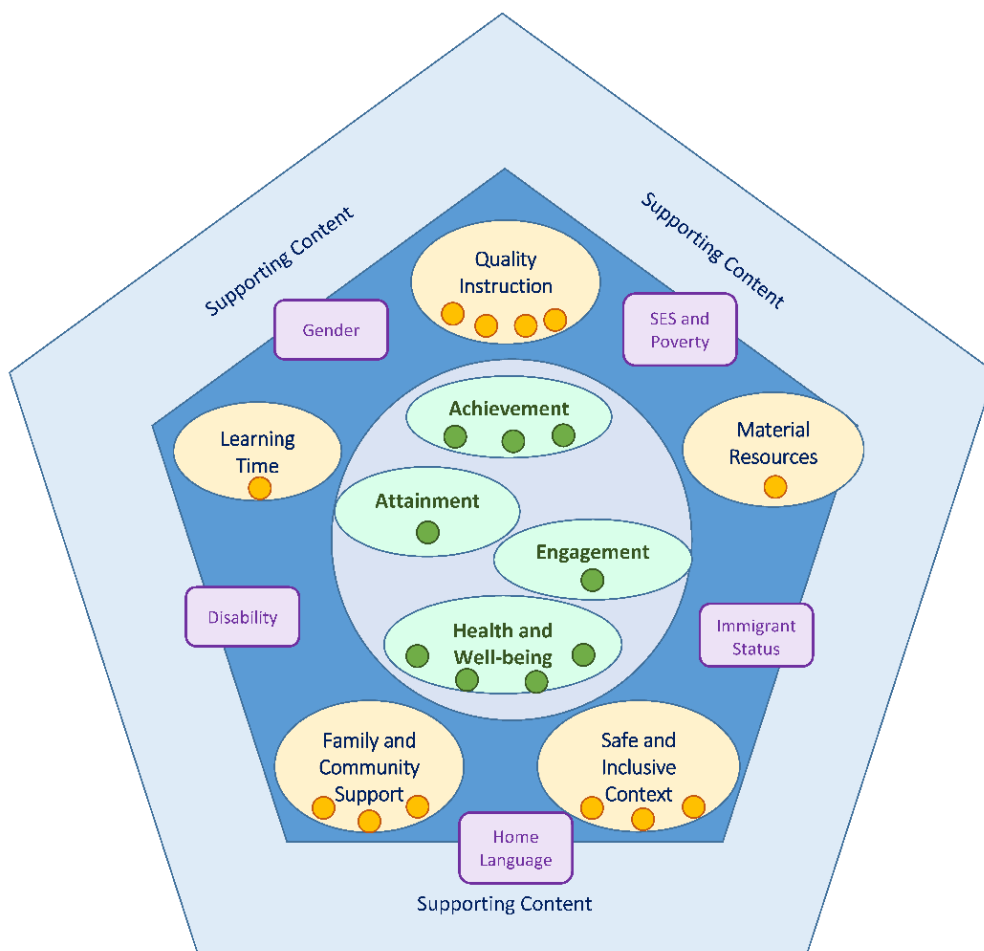 Supporting Content
Supporting Content
Quality
Instruction
Gender
SES and
Poverty
Achievement
Learning
Time
Material
Resources
Attainment
Engagement
Disability
Health and
Well-being
Immigrant
Status
Family and
Community
Support
Safe and
Inclusive
Context
Home
Language
Supporting Content